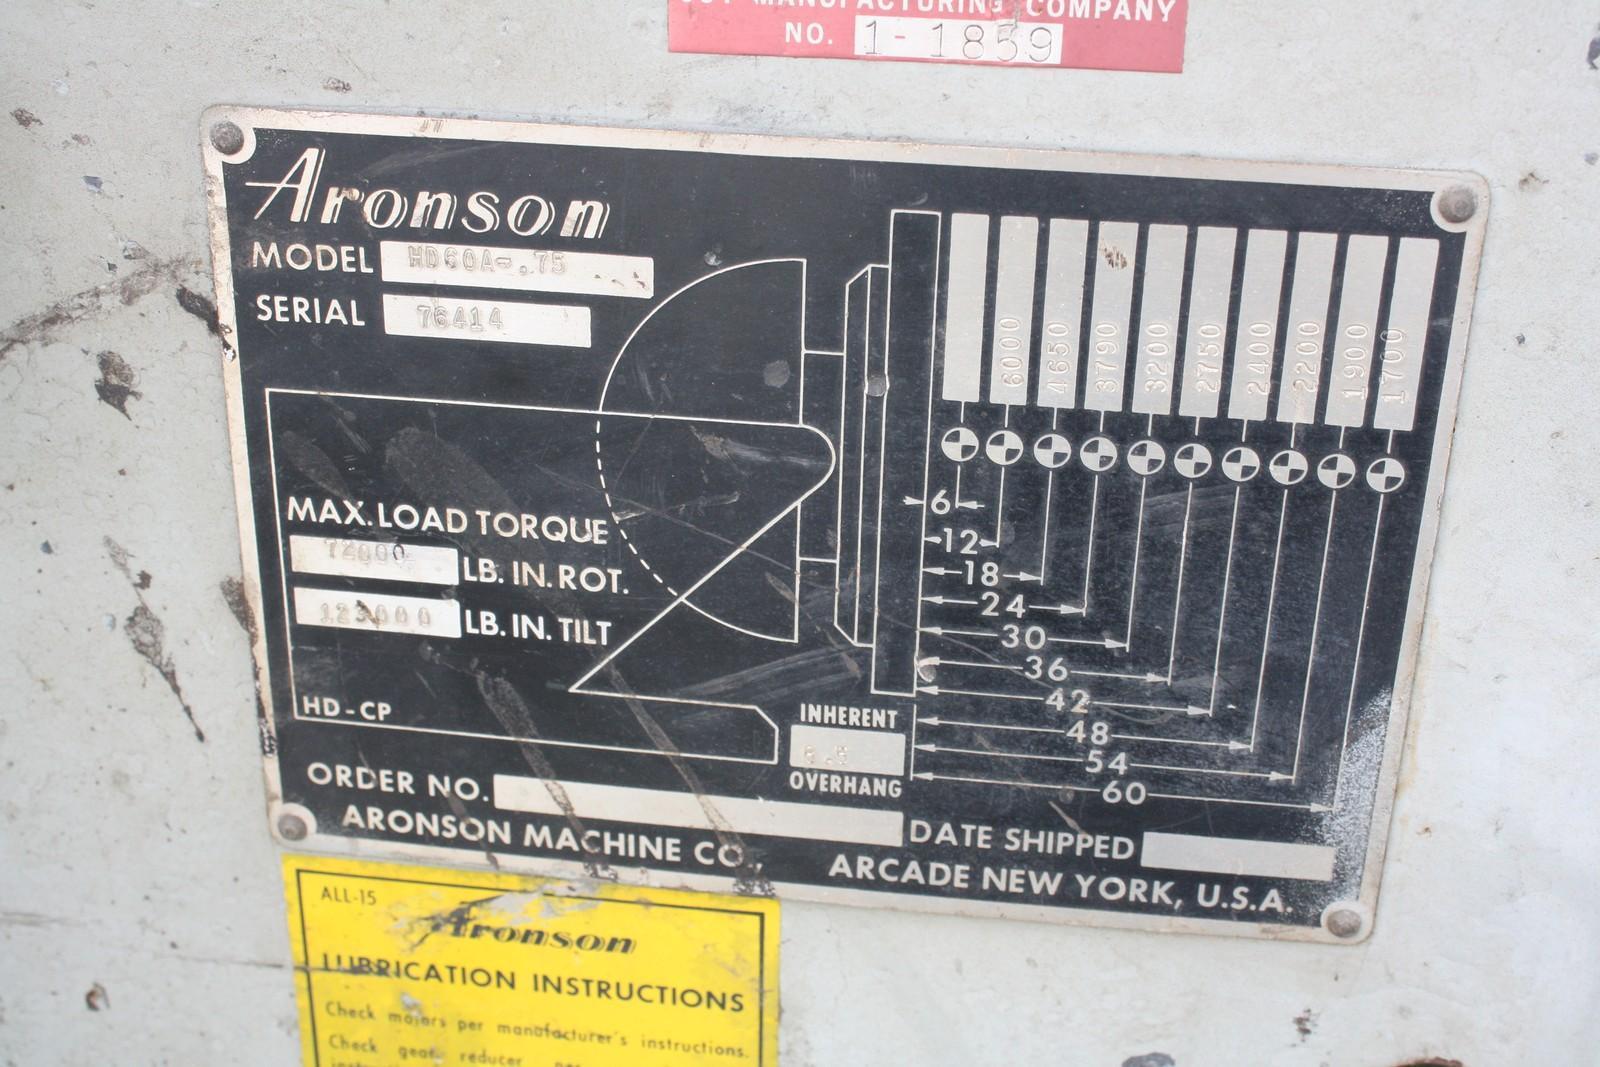 MANUFACTURING COMPANY
NO. 1-1859
Aronson
MODEL HD60A-.75
SERIAL 76414
6000 4650 3790 3200 2750 2400 2200 1900 1700
6
12
18
24
30
36
42
48
54
60
MAX. LOAD TORQUE
72000 LB. IN. ROT.
LB. IN. TILT
HD-CP
INHERENT
OVERHANG
ORDER NO.
DATE SHIPPED
ARONSON MACHINE CO., ARCADE NEW YORK, U.S.A.
ALL-15
Aronson
LUBRICATION INSTRUCTIONS
Check motors per manufacturer's instructions.
Check gear reducer